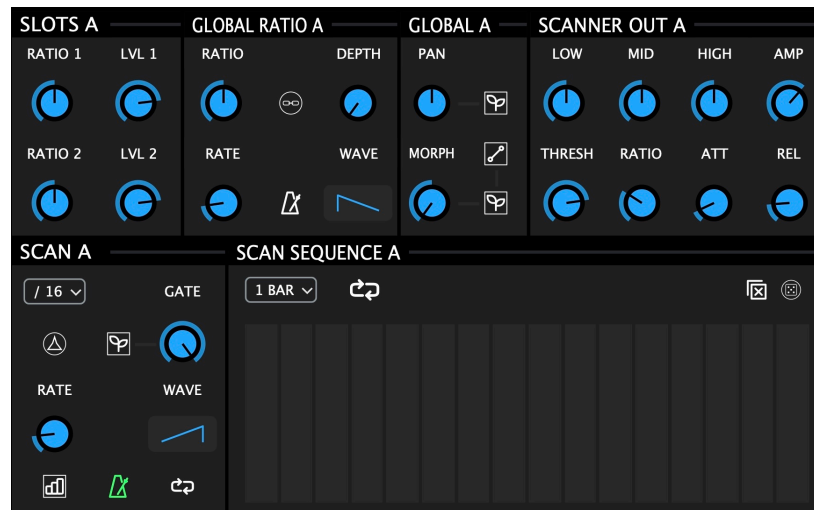 SLOTS A GLOBAL RATIO A GLOBAL A SCANNER OUT A
RATIO 1 LVL 1 RATIO DEPTH PAN LOW MID HIGH AMP
RATIO 2 LVL 2 RATE WAVE MORPH THRESH RATIO ATT REL
SCAN A SCAN SEQUENCE A
/ 16 GATE 1 BAR
RATE WAVE